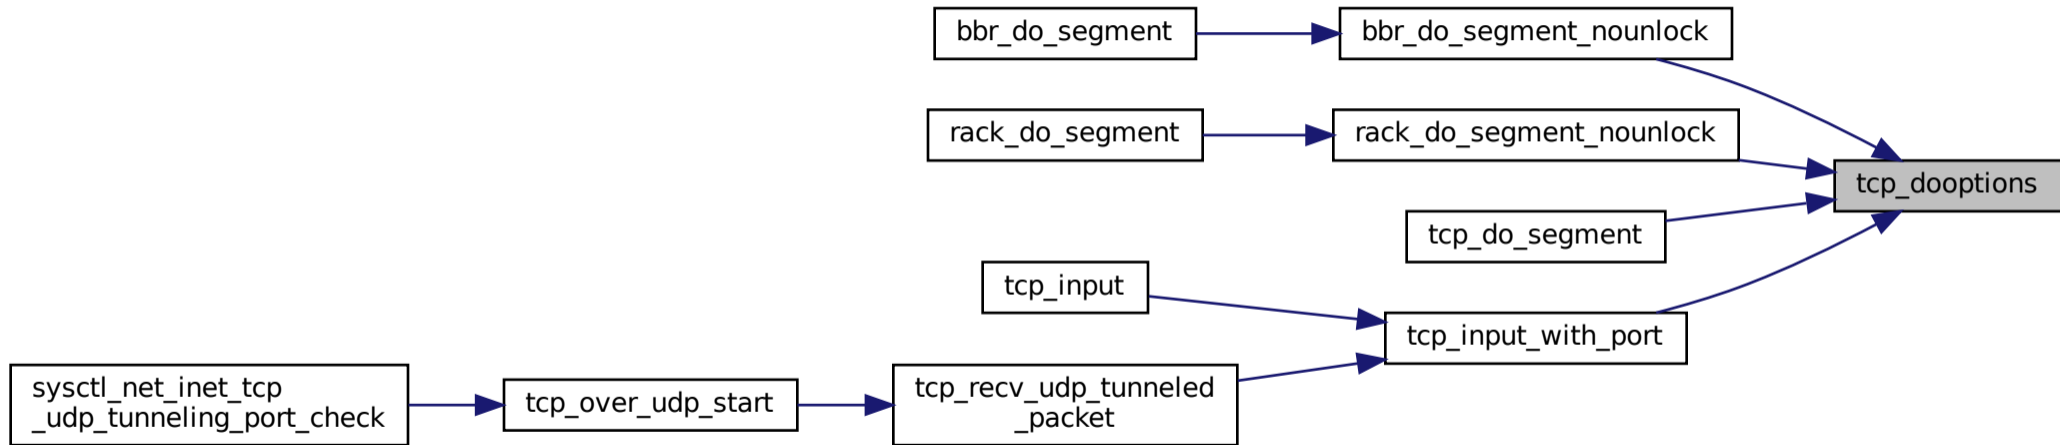 bbr_do_segment
bbr_do_segment_nounlock
rack_do_segment
rack_do_segment_nounlock
tcp_dooptions
tcp_do_segment
tcp_input
tcp_input_with_port
sysctl_net_inet_tcp
_udp_tunneling_port_check
tcp_over_udp_start
tcp_recv_udp_tunneled
_packet